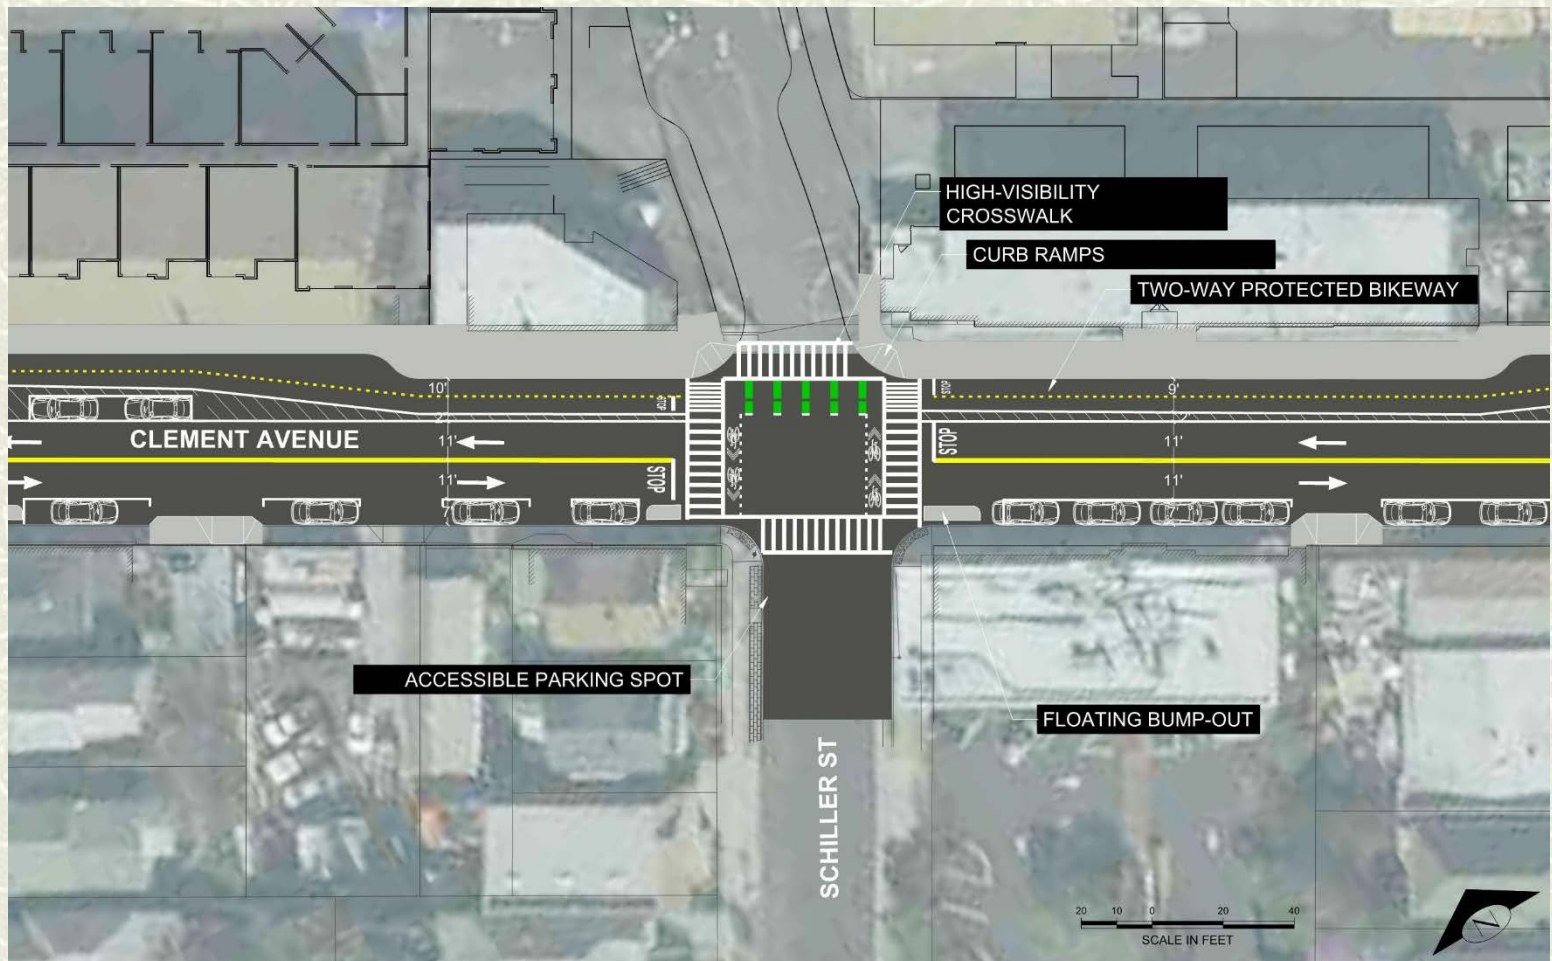 HIGH-VISIBILITY
CROSSWALK
CURB RAMPS
TWO-WAY PROTECTED BIKEWAY
10'
STOP
STOP
9'
2'
CLEMENT AVENUE
11'
STOP
11'
11'
STOP
11'
ACCESSIBLE PARKING SPOT
FLOATING BUMP-OUT
SCHILLER ST
20 10 0 20 40
SCALE IN FEET
N